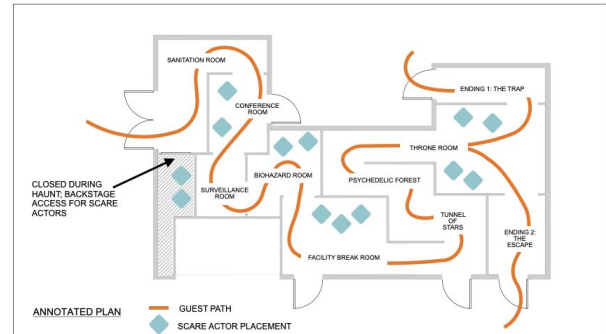 SANITATION ROOM
CONFERENCE
ROOM
ENDING 1: THE TRAP
THRONE ROOM
BIOHAZARD ROOM
PSYCHEDELIC FOREST
CLOSED DURING
HAUNT; BACKSTAGE
ACCESS FOR SCARE
ACTORS
SURVEILLANCE
ROOM
TUNNEL
OF
STARS
ENDING 2:
THE
ESCAPE
FACILITY BREAK ROOM
ANNOTATED PLAN
GUEST PATH
SCARE ACTOR PLACEMENT